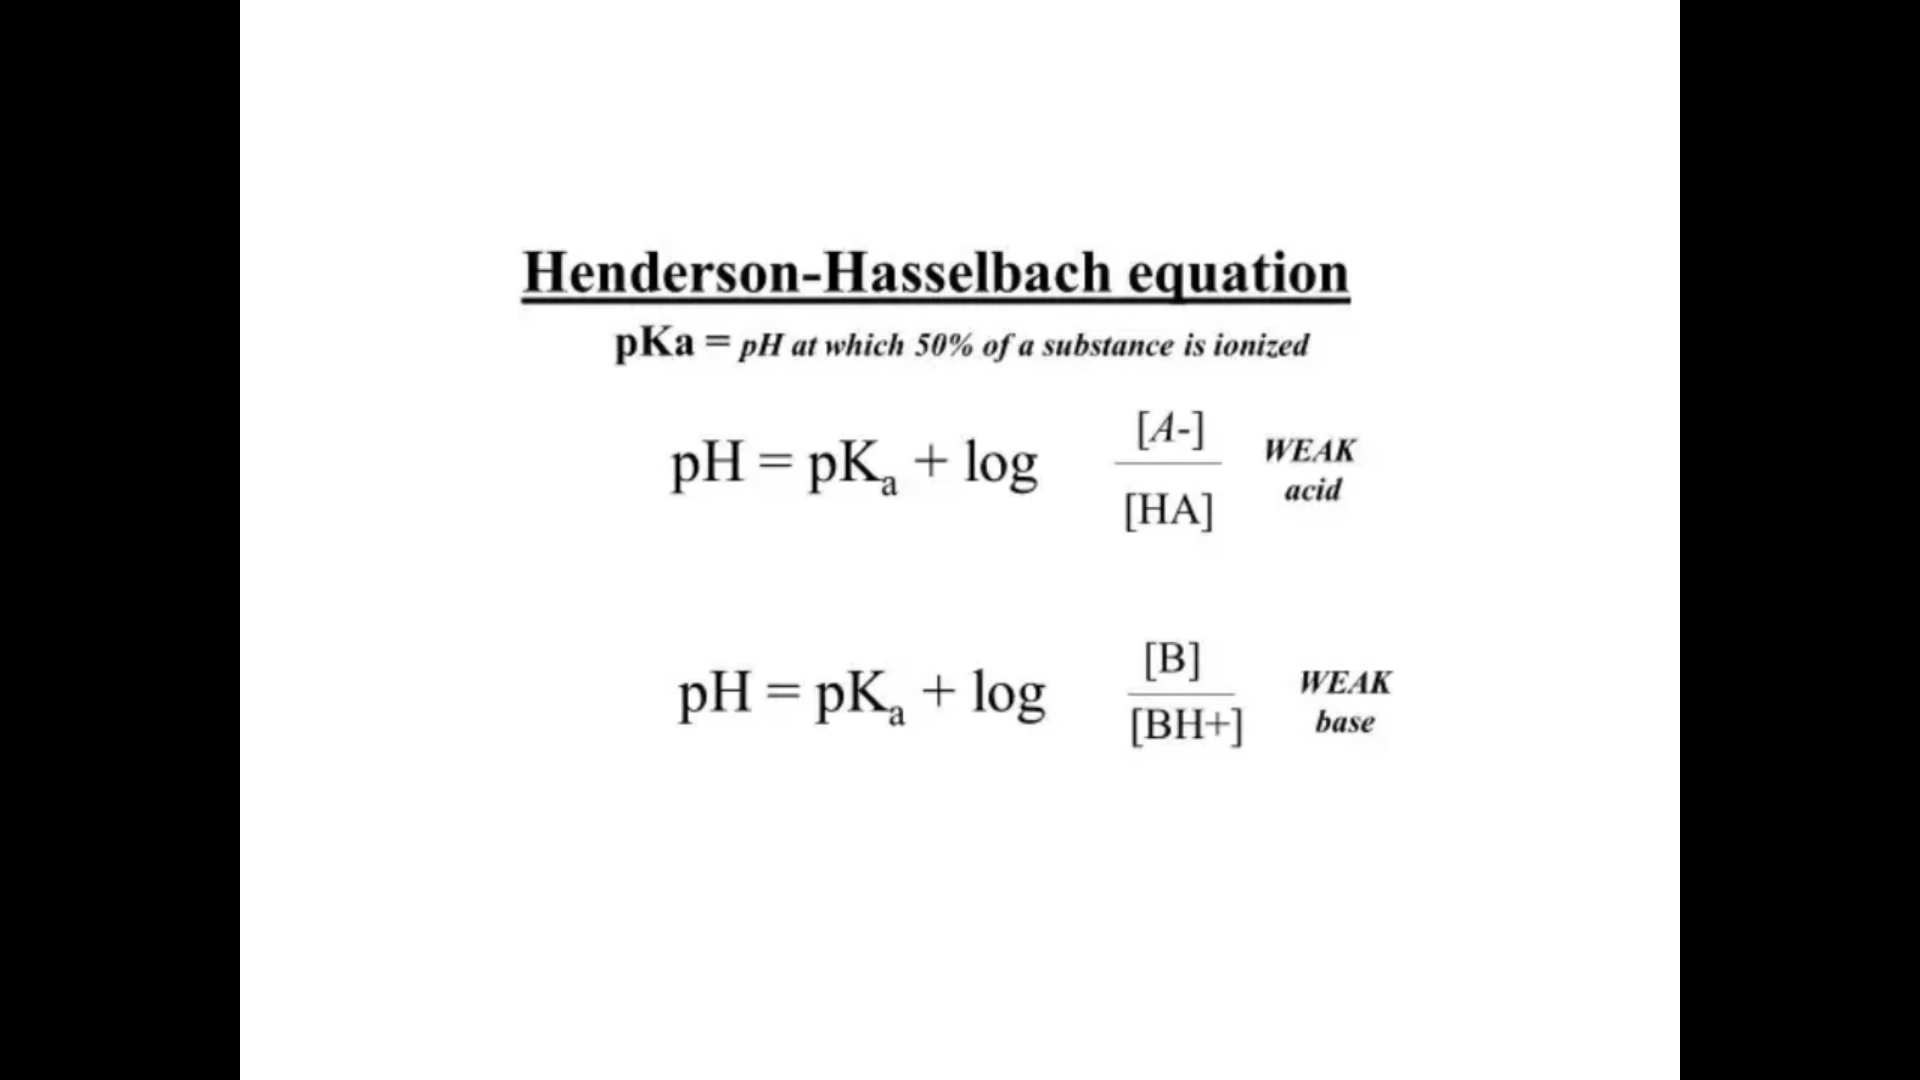 Henderson-Hasselbach equation
pKa = pH at which 50% of a substance is ionized
pH = pKa + log [A-] / [HA] WEAK acid
pH = pKa + log [B] / [BH+] WEAK base